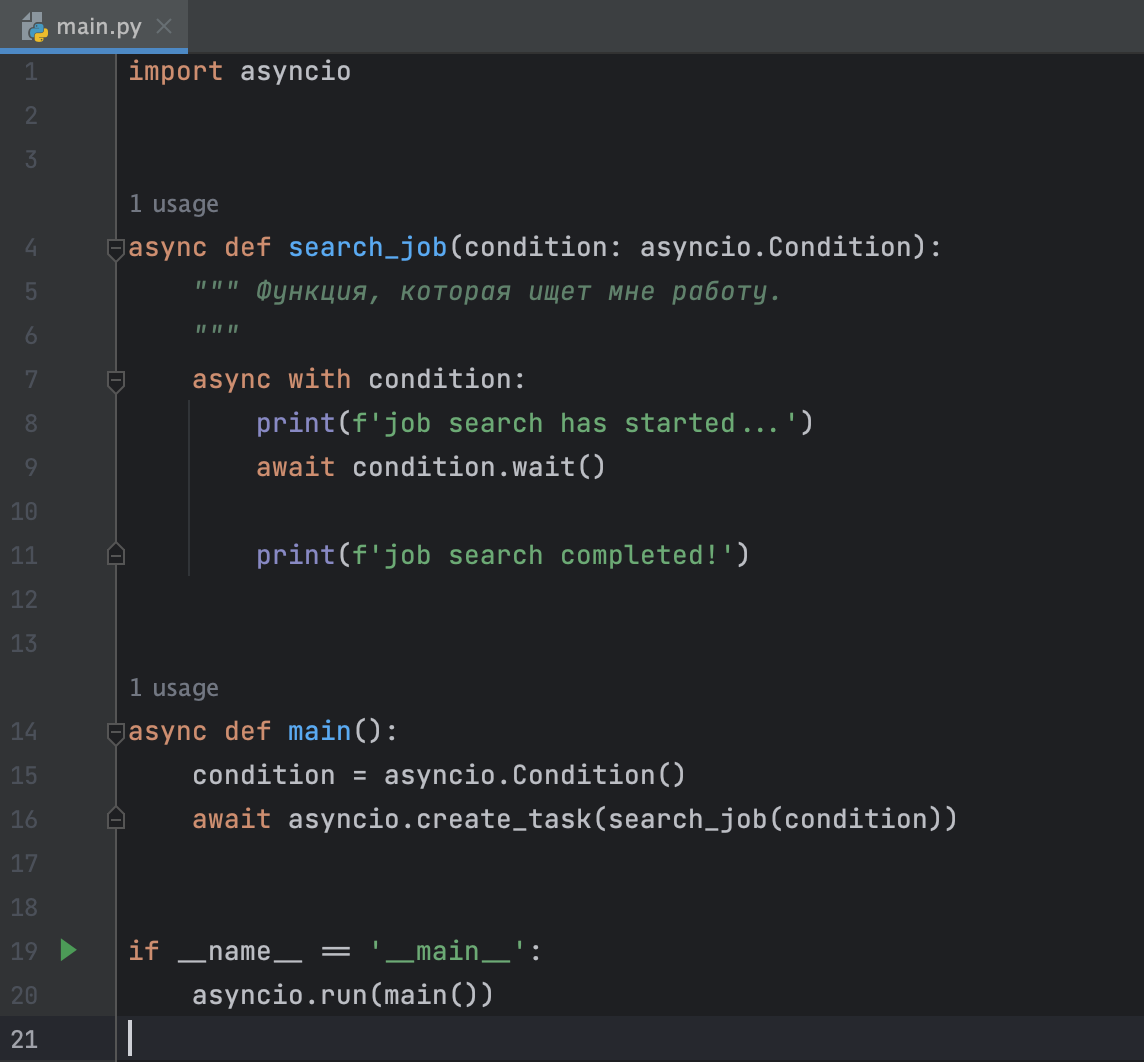 main.py
1 import asyncio
2
3
1 usage
4 async def search_job(condition: asyncio.Condition):
5     """ Функция, которая ищет мне работу.
6     """
7     async with condition:
8         print(f'job search has started...')
9         await condition.wait()
10
11         print(f'job search completed!')
12
13
1 usage
14 async def main():
15     condition = asyncio.Condition()
16     await asyncio.create_task(search_job(condition))
17
18
19 if __name__ == '__main__':
20     asyncio.run(main())
21